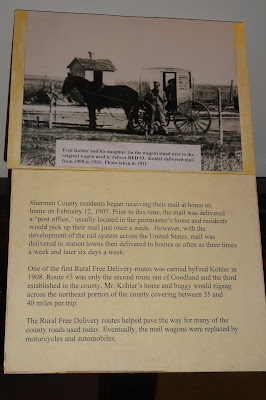 Fred Kohler and his daughter (in the wagon) stand next to the
original wagon used to deliver RFD #3. Kohler delivered mail
from 1908 to 1916. Photo taken in 1911.
Sherman County residents began receiving their mail at home on
home on February 12, 1907. Prior to this time, the mail was delivered
a "post office," usually located in the postmaster's home and residents
would pick up their mail just once a week. However, with the
development of the rail system across the United States, mail was
delivered to station towns then delivered to homes as often as three times
a week and later six days a week.
One of the first Rural Free Delivery routes was carried byFred Kohler in
1908. Route #3 was only the second route out of Goodland and the third
established in the county. Mr. Kohler's horse and buggy would zigzag
across the northeast portion of the county covering between 35 and
40 miles per trip.
The Rural Free Delivery routes helped pave the way for many of the
county roads used today. Eventually, the mail wagons were replaced by
motorcycles and automobiles.